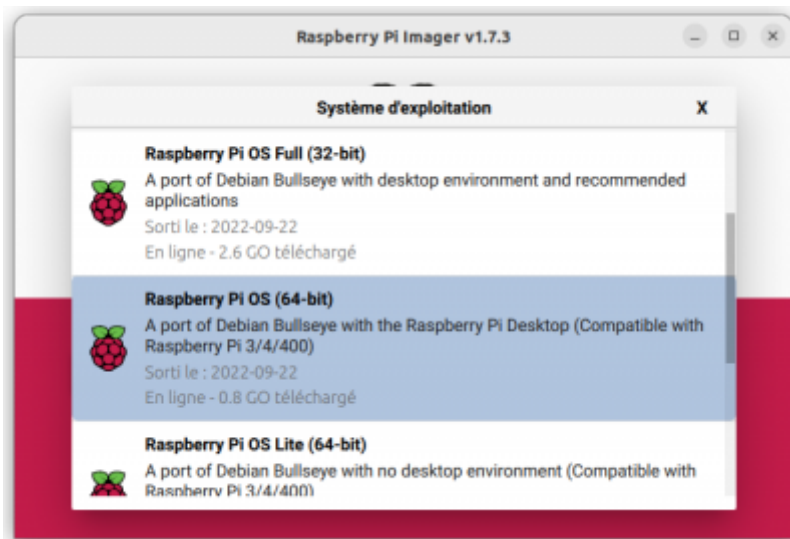 Raspberry Pi Imager v1.7.3
Système d'exploitation
X
Raspberry Pi OS Full (32-bit)
A port of Debian Bullseye with desktop environment and recommended
applications
Sorti le : 2022-09-22
En ligne - 2.6 GO téléchargé
Raspberry Pi OS (64-bit)
A port of Debian Bullseye with the Raspberry Pi Desktop (Compatible with
Raspberry Pi 3/4/400)
Sorti le : 2022-09-22
En ligne - 0.8 GO téléchargé
Raspberry Pi OS Lite (64-bit)
A port of Debian Bullseye with no desktop environment (Compatible with
Raspberry Pi 3/4/400)